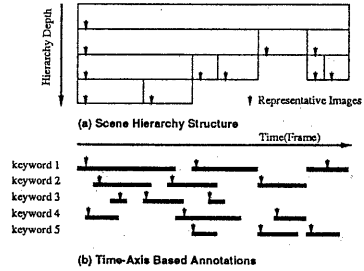 Hierarchy Depth
Representative Images
(a) Scene Hierarchy Structure
Time(Frame)
keyword 1
keyword 2
keyword 3
keyword 4
keyword 5
(b) Time-Axis Based Annotations